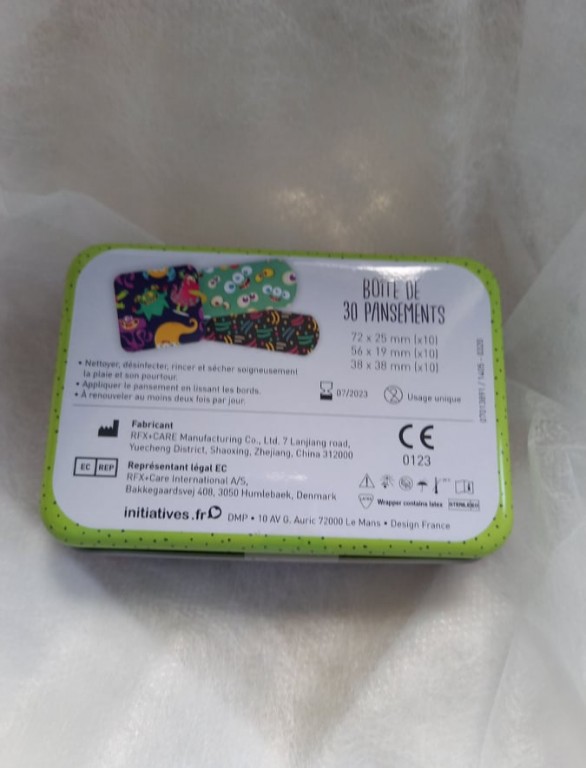 BOITE DE
30 PANSEMENTS
72 x 25 mm (x10)
56 x 19 mm (x10)
38 x 38 mm (x10)
• Nettoyer, désinfecter, rincer et sécher soigneusement
la plaie et son pourtour.
• Appliquer le pansement en lissant les bords.
• À renouveler au moins deux fois par jour.
07/2023
Usage unique
Fabricant
RFX+CARE Manufacturing Co., Ltd. 7 Lanjiang road,
Yuecheng District, Shaoxing, Zhejiang, China 312000
CE
0123
EC REP
Représentant légal EC
RFX+Care International A/S,
Bakkegaardsvej 408, 3050 Humlebaek, Denmark
Wrapper contains latex
initiatives.fr
DMP • 10 AV G. Auric 72000 Le Mans • Design France